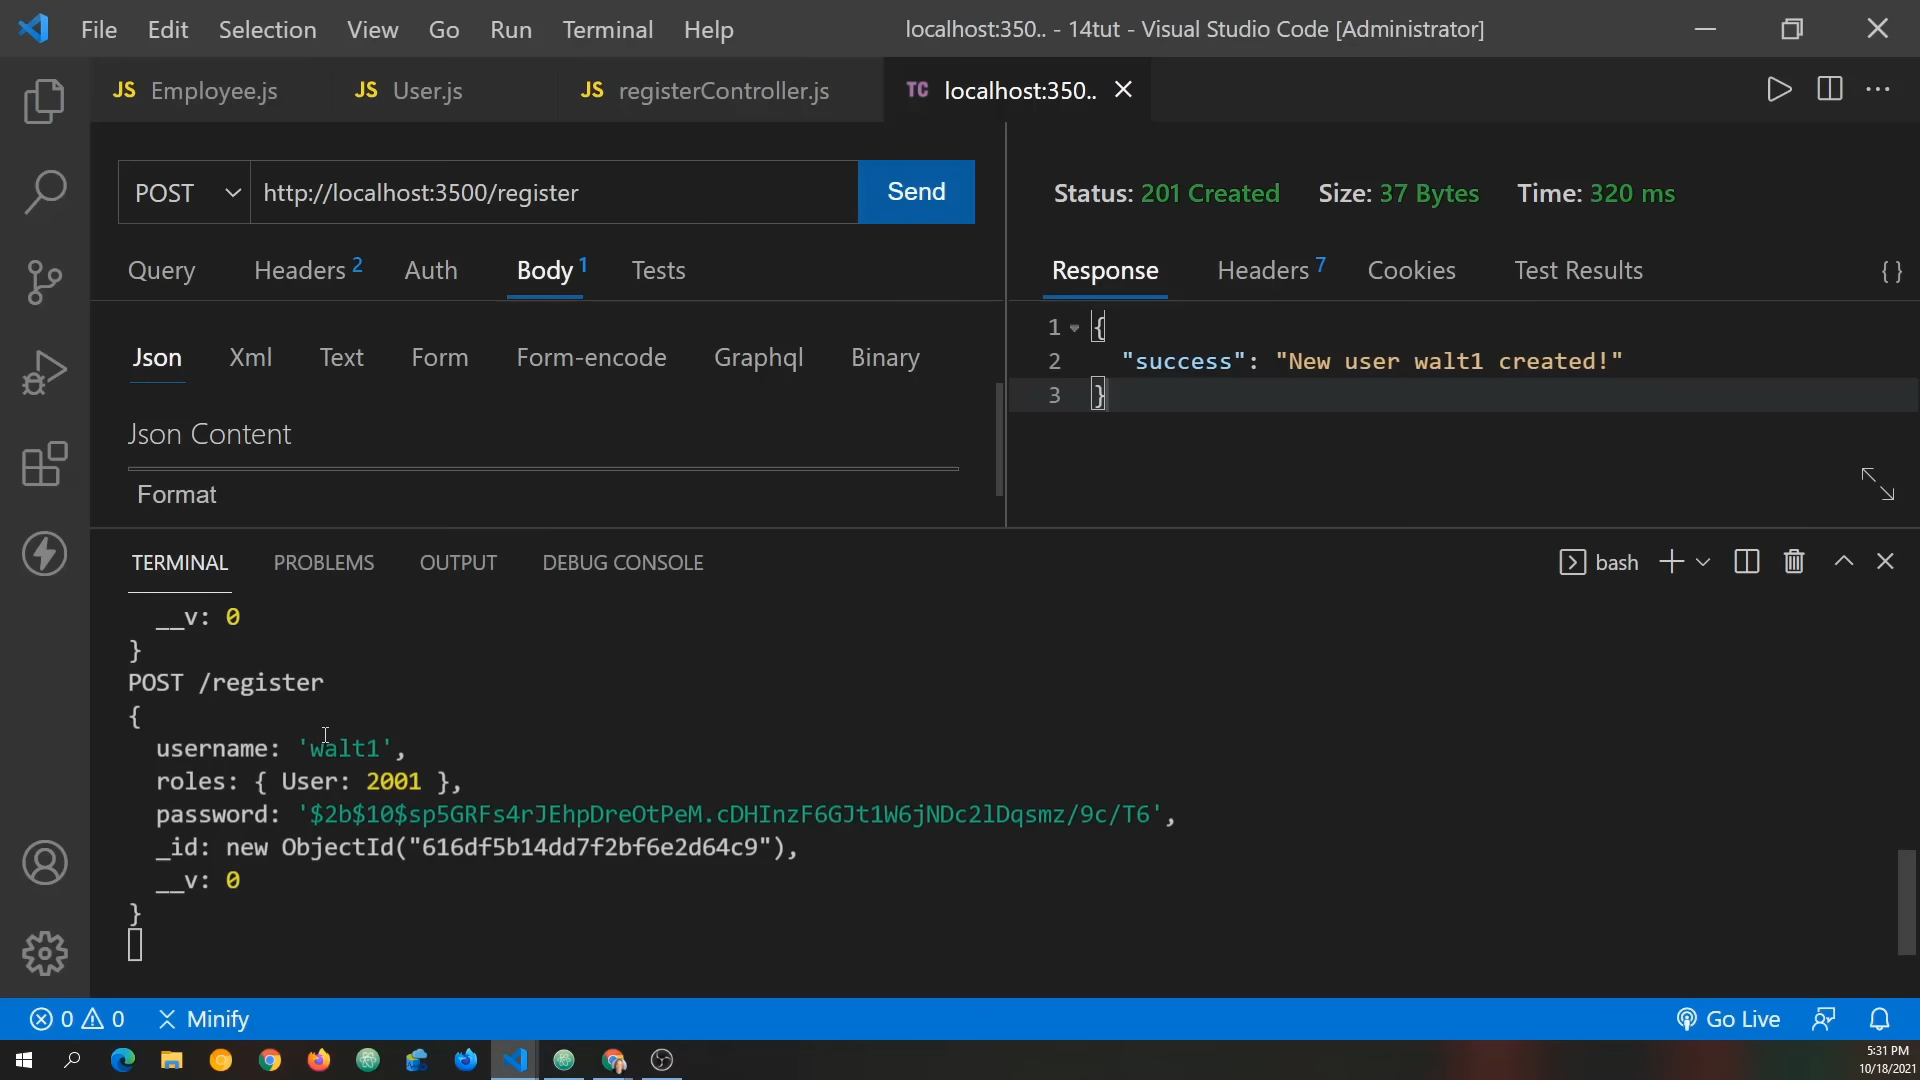 File Edit Selection View Go Run Terminal Help localhost:350.. - 14tut - Visual Studio Code [Administrator]
JS Employee.js JS User.js JS registerController.js TC localhost:350..
POST http://localhost:3500/register Send
Status: 201 Created Size: 37 Bytes Time: 320 ms
Query Headers 2 Auth Body 1 Tests
Response Headers 7 Cookies Test Results { }
Json Xml Text Form Form-encode Graphql Binary
1 {
2 "success": "New user walt1 created!"
3 }
Json Content
Format
TERMINAL PROBLEMS OUTPUT DEBUG CONSOLE bash
__v: 0
}
POST /register
{
username: 'walt1',
roles: { User: 2001 },
password: '$2b$10$sp5GRFs4rJEhpDreOtPeM.cDHInzF6GJt1W6jNDc2lDqsmz/9c/T6',
_id: new ObjectId("616df5b14dd7f2bf6e2d64c9"),
__v: 0
}
0 0 Minify Go Live
5:31 PM
10/18/2021